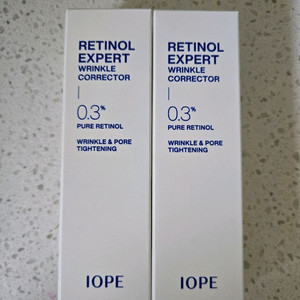 RETINOL
EXPERT
WRINKLE
CORRECTOR
0.3%
PURE RETINOL
WRINKLE & PORE
TIGHTENING
IOPE
RETINOL
EXPERT
WRINKLE
CORRECTOR
0.3%
PURE RETINOL
WRINKLE & PORE
TIGHTENING
IOPE